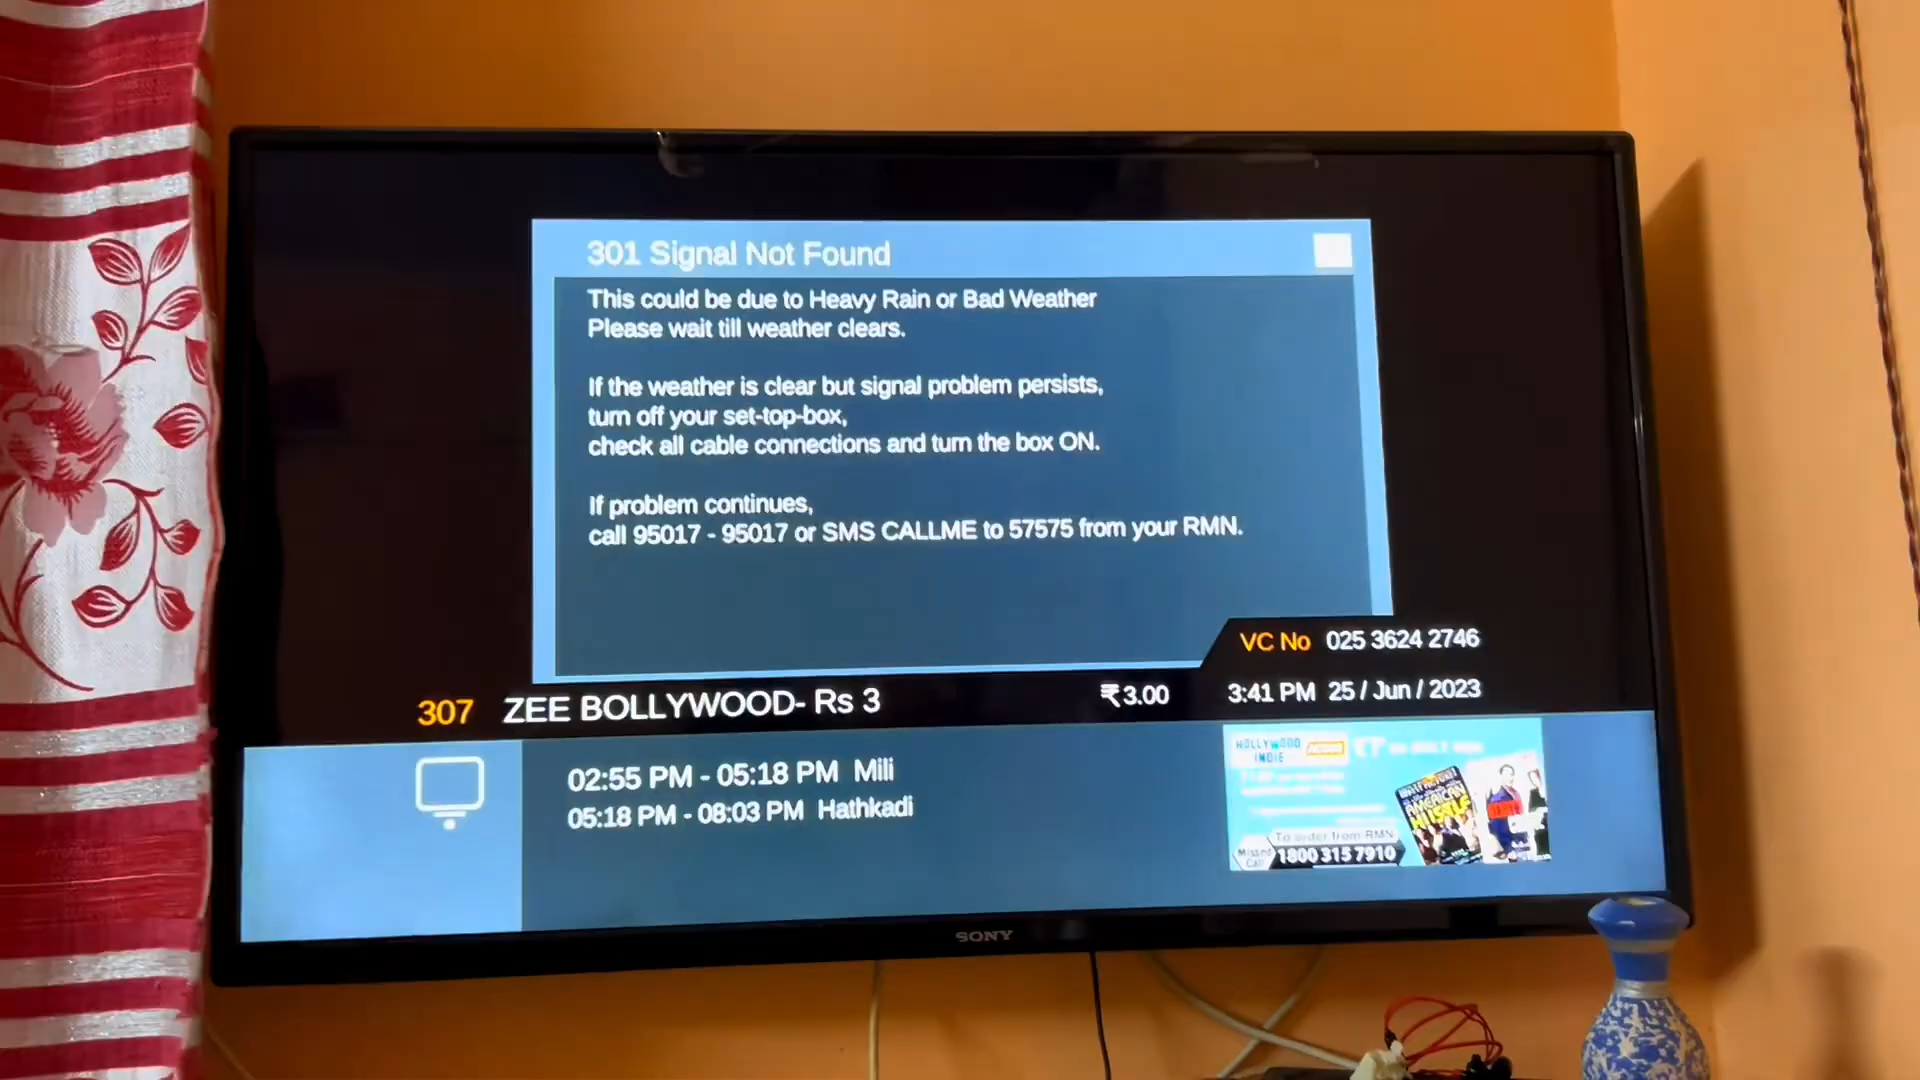 301 Signal Not Found
This could be due to Heavy Rain or Bad Weather
Please wait till weather clears.
If the weather is clear but signal problem persists,
turn off your set-top-box,
check all cable connections and turn the box ON.
If problem continues,
call 95017 - 95017 or SMS CALLME to 57575 from your RMN.
VC No 025 3624 2746
307 ZEE BOLLYWOOD- Rs 3 ₹3.00 3:41 PM 25 / Jun / 2023
02:55 PM - 05:18 PM Mili
05:18 PM - 08:03 PM Hathkadi
HOLLYWOOD
INDIE
AMERICAN
HUSTLE
To order from RMN
Missed
Call
1800 315 7910
SONY